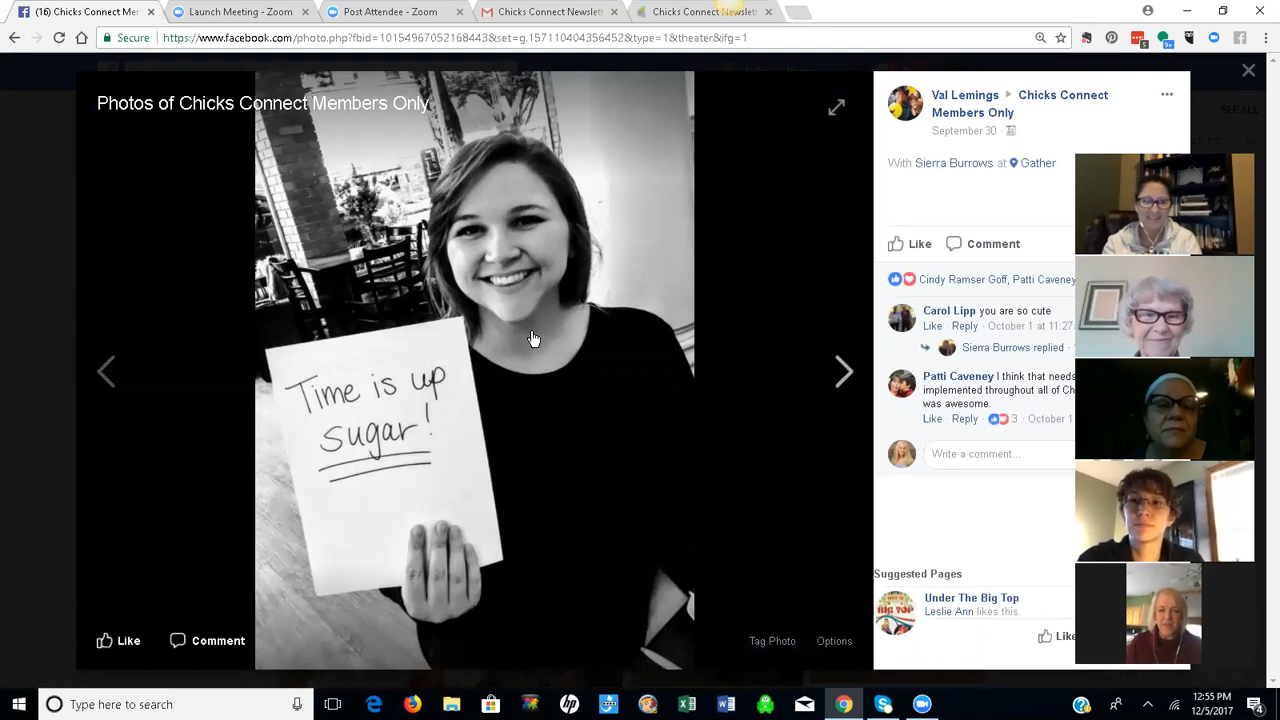 (16) Chicks Connect Mer
Launch Meeting - Zoom
Post Attendee - Zoom
Chicks Connect Newslett
Chicks Connect Newslett
Secure
https://www.facebook.com/photo.php?fbid=10154967052168443&set=g.1571104043564452&type=1&theater&ifg=1
Photos of Chicks Connect Members Only
Val Lemings
Chicks Connect
Members Only
September 30
SEE ALL
With Sierra Burrows at Gather
Time is up
sugar!
Like
Comment
Cindy Ramser Goff, Patti Caveney
Carol Lipp you are so cute
Like · Reply · October 1 at 11:27
Sierra Burrows replied ·
Patti Caveney I think that needs
implemented throughout all of Ch
was awesome.
Like · Reply · 3 · October 1
Write a comment...
Suggested Pages
Under The Big Top
Leslie Ann likes this.
BIG
TOP
Like
Like
Comment
Tag Photo
Options
Type here to search
12:55 PM
12/5/2017